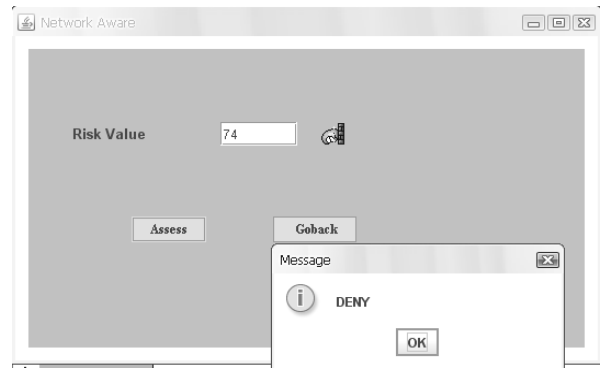 Network Aware
Risk Value 74
Assess Goback
Message
DENY
OK